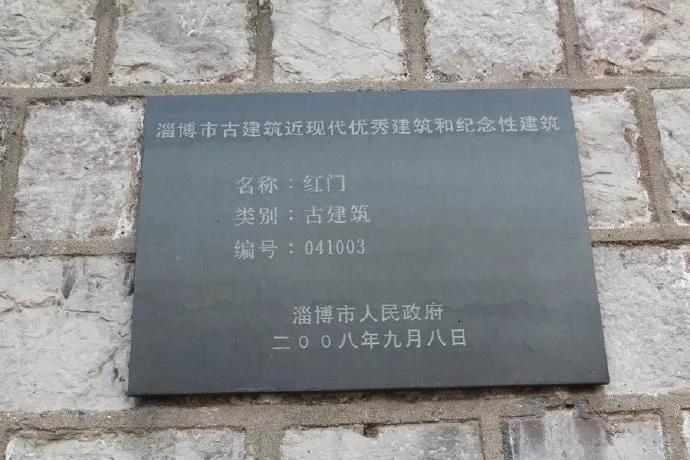 淄博市古建筑近现代优秀建筑和纪念性建筑
名称：红门
类别：古建筑
编号：041003
淄博市人民政府
二００八年九月八日